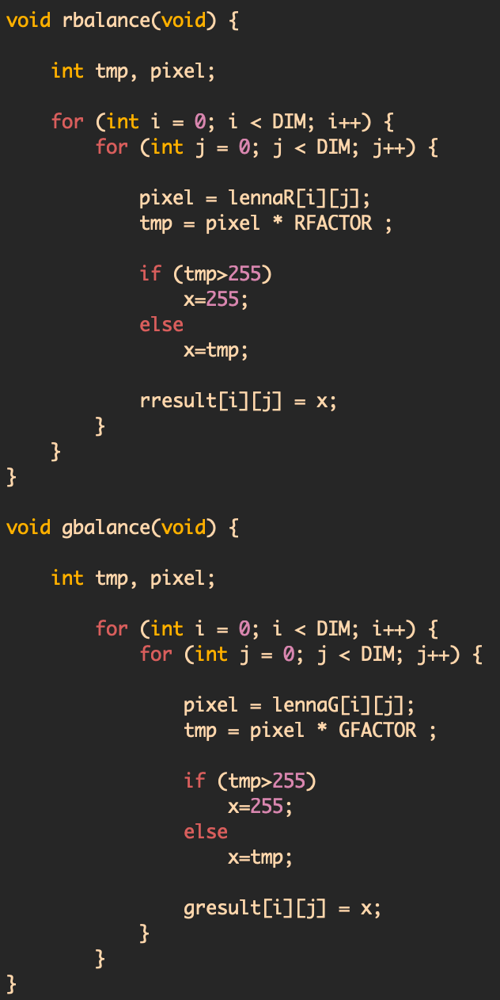 void rbalance(void) {
int tmp, pixel;
for (int i = 0; i < DIM; i++) {
for (int j = 0; j < DIM; j++) {
pixel = lennaR[i][j];
tmp = pixel * RFACTOR ;
if (tmp>255)
x=255;
else
x=tmp;
rresult[i][j] = x;
}
}
}
void gbalance(void) {
int tmp, pixel;
for (int i = 0; i < DIM; i++) {
for (int j = 0; j < DIM; j++) {
pixel = lennaG[i][j];
tmp = pixel * GFACTOR ;
if (tmp>255)
x=255;
else
x=tmp;
gresult[i][j] = x;
}
}
}